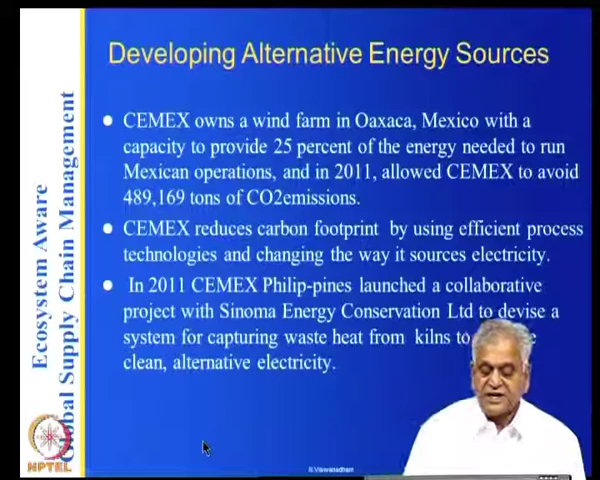 Developing Alternative Energy Sources
CEMEX owns a wind farm in Oaxaca, Mexico with a
capacity to provide 25 percent of the energy needed to run
Mexican operations, and in 2011, allowed CEMEX to avoid
489,169 tons of CO2emissions.
CEMEX reduces carbon footprint by using efficient process
technologies and changing the way it sources electricity.
In 2011 CEMEX Philip-pines launched a collaborative
project with Sinoma Energy Conservation Ltd to devise a
system for capturing waste heat from kilns to
clean, alternative electricity.
Ecosystem Aware
Global Supply Chain Management
NPTEL
N.Viswanadham